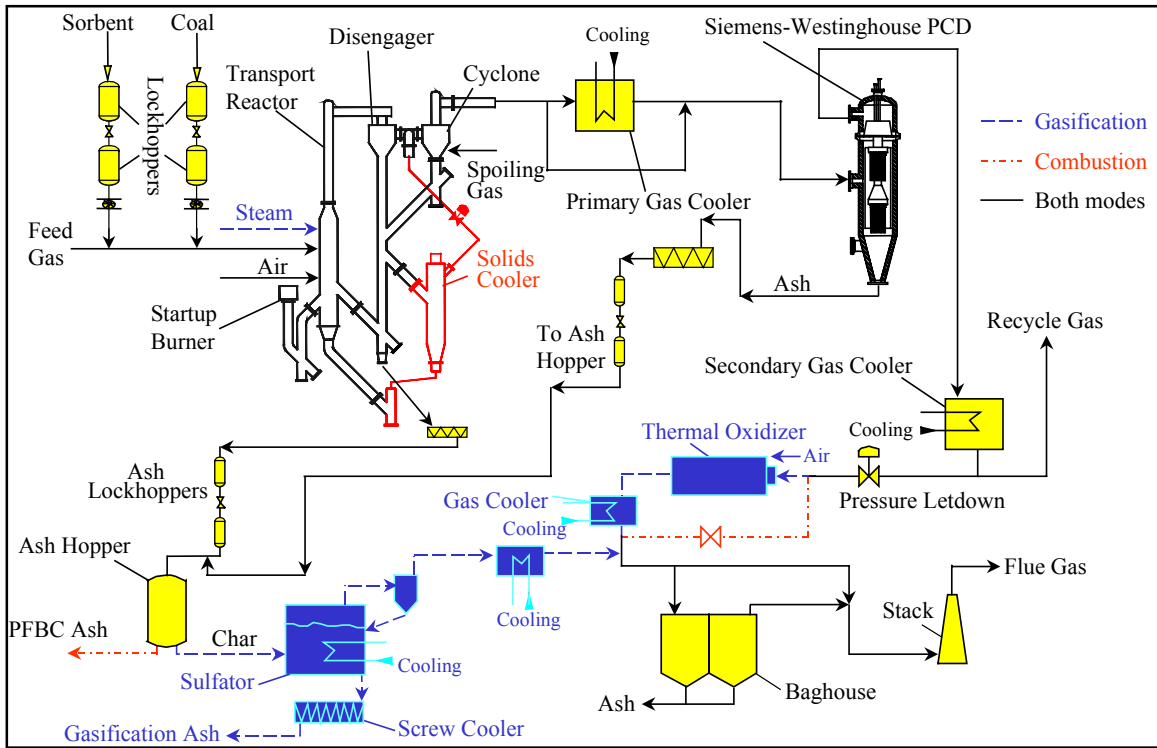 Sorbent
Coal
Disengager
Cooling
Siemens-Westinghouse PCD
Transport
Reactor
Cyclone
Lockhoppers
Gasification
Combustion
Both modes
Spoiling
Gas
Primary Gas Cooler
Steam
Feed
Gas
Air
Solids
Cooler
Ash
Startup
Burner
To Ash
Hopper
Recycle Gas
Secondary Gas Cooler
Cooling
Thermal Oxidizer
Air
Pressure Letdown
Ash
Lockhoppers
Gas Cooler
Cooling
Ash Hopper
Flue Gas
Stack
Cooling
PFBC Ash
Char
Cooling
Sulfator
Baghouse
Ash
Screw Cooler
Gasification Ash